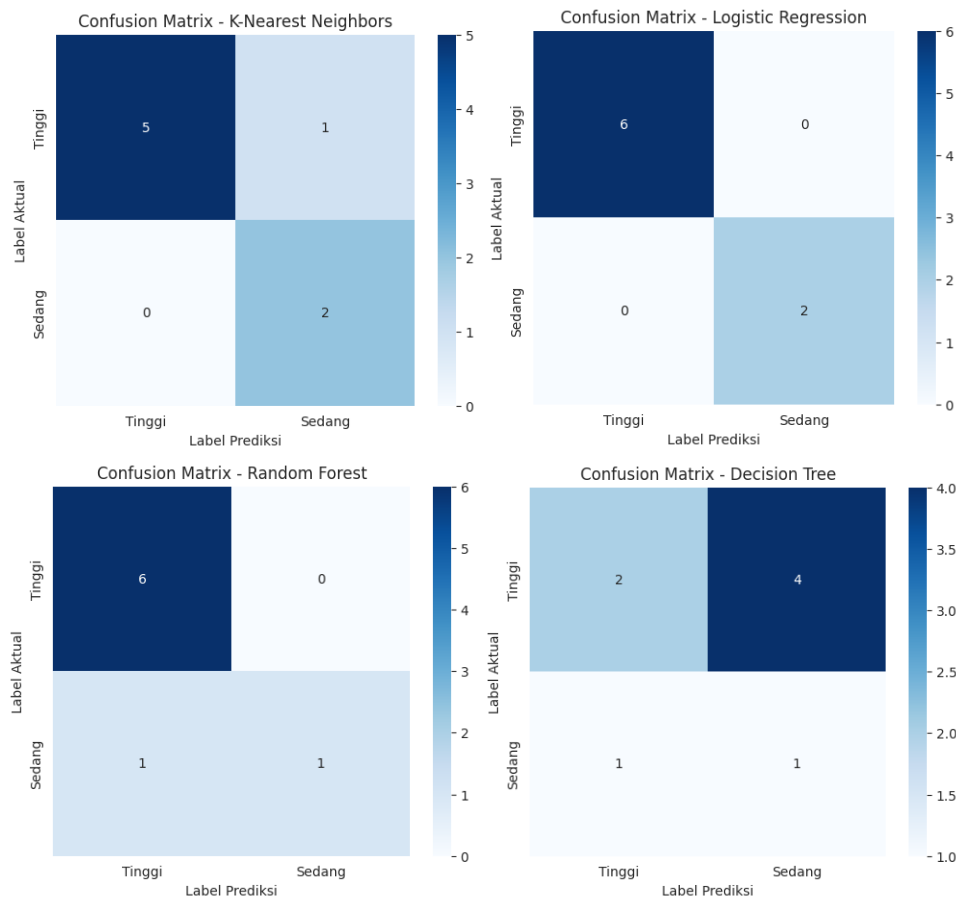 Confusion Matrix - K-Nearest Neighbors
5
4
3
2
1
0
Label Aktual
Tinggi
Sedang
5 1
0 2
Tinggi Sedang
Label Prediksi
Confusion Matrix - Logistic Regression
6
5
4
3
2
1
0
Label Aktual
Tinggi
Sedang
6 0
0 2
Tinggi Sedang
Label Prediksi
Confusion Matrix - Random Forest
6
5
4
3
2
1
0
Label Aktual
Tinggi
Sedang
6 0
1 1
Tinggi Sedang
Label Prediksi
Confusion Matrix - Decision Tree
4.0
3.5
3.0
2.5
2.0
1.5
1.0
Label Aktual
Tinggi
Sedang
2 4
1 1
Tinggi Sedang
Label Prediksi